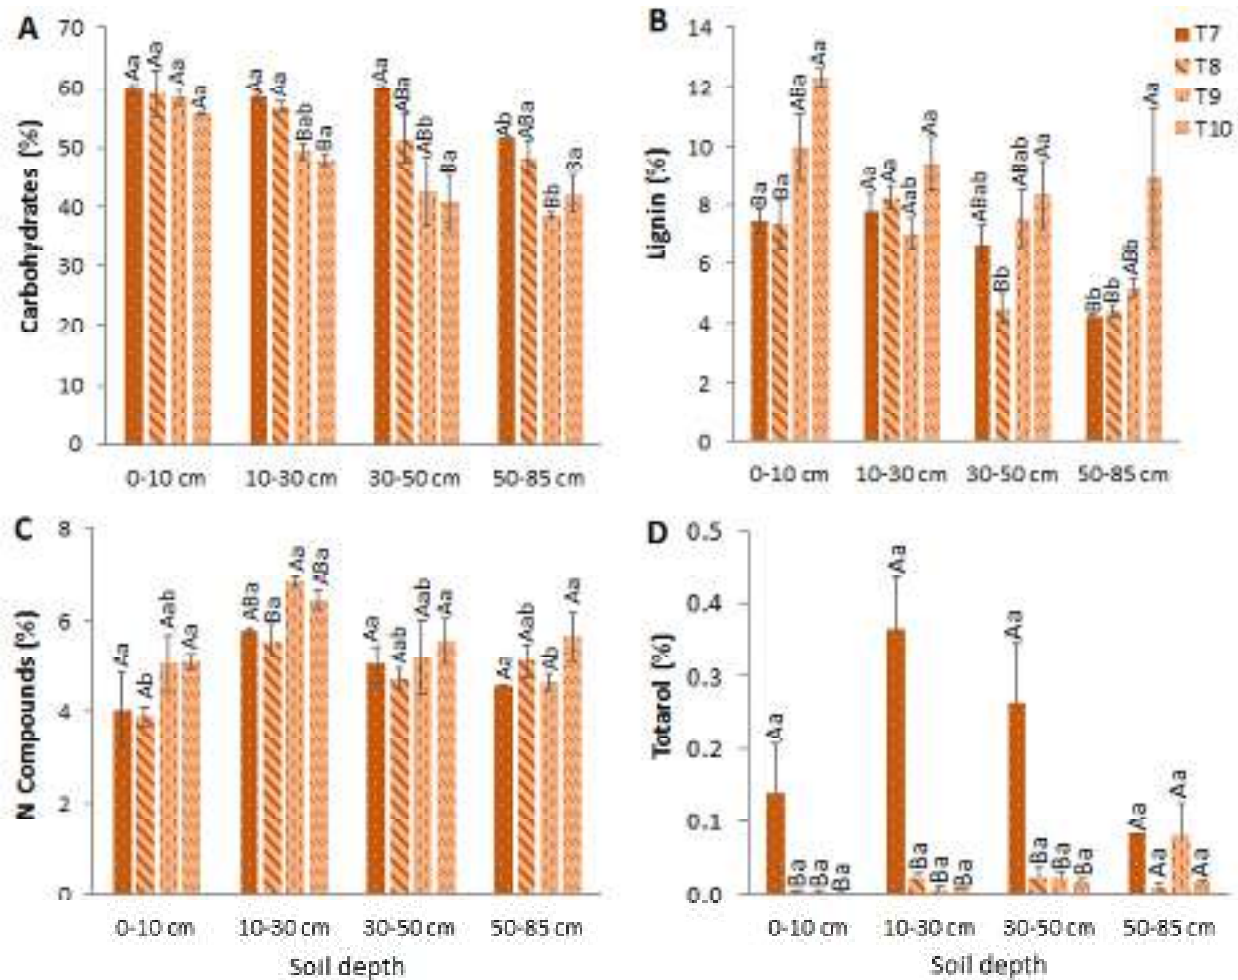 A
Carbohydrates (%)
70
60
50
40
30
20
10
0
Aa Aa Aa Aa
Aa Aa Bab Ba
Aa ABa ABb Ba
Ab ABa Bb Ba
0-10 cm 10-30 cm 30-50 cm 50-85 cm
B
Lignin (%)
14
12
10
8
6
4
2
0
Ba Ba ABa Aa
Aa Aa Aab Aa
ABab Bb ABab Aa
Bb Bb ABb Aa
0-10 cm 10-30 cm 30-50 cm 50-85 cm
T7
T8
T9
T10
C
N Compounds (%)
8
6
4
2
0
Aa Ab Aab Aa
ABa Ba Aa ABa
Aa Aab Aab Aa
Aa Aab Ab Aa
0-10 cm 10-30 cm 30-50 cm 50-85 cm
Soil depth
D
Totarol (%)
0.5
0.4
0.3
0.2
0.1
0.0
Aa Ba Ba Ba
Aa Ba Ba Ba
Aa Ba Ba Ba
Aa Aa Aa Aa
0-10 cm 10-30 cm 30-50 cm 50-85 cm
Soil depth